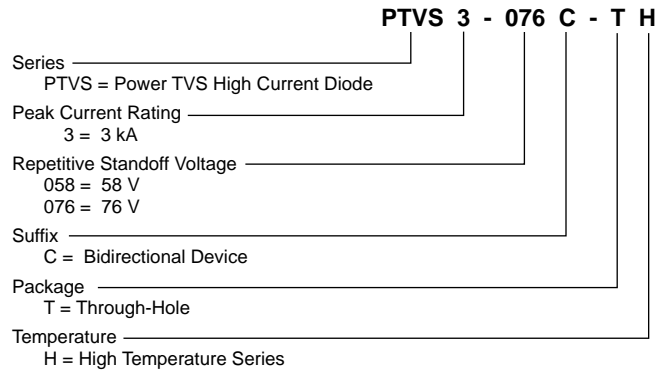 PTVS 3 - 076 C - T H
Series
PTVS = Power TVS High Current Diode
Peak Current Rating
3 = 3 kA
Repetitive Standoff Voltage
058 = 58 V
076 = 76 V
Suffix
C = Bidirectional Device
Package
T = Through-Hole
Temperature
H = High Temperature Series